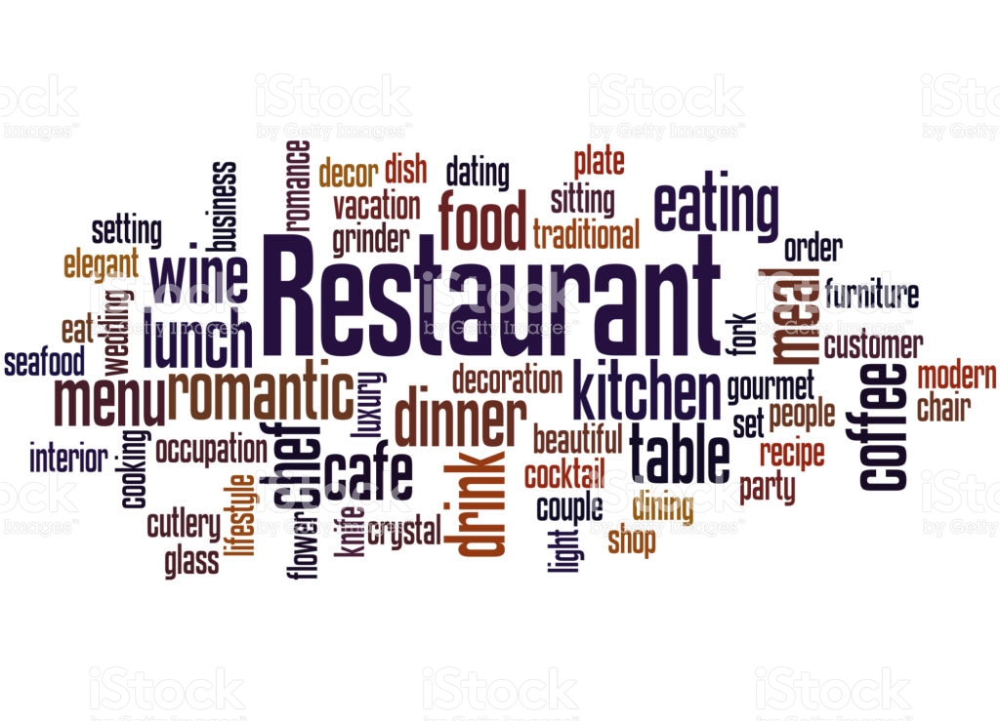 romance
business
decor
dish
dating
plate
vacation
sitting
eating
setting
grinder
food
traditional
order
elegant
wine
Restaurant
meal
furniture
wedding
lunch
fork
eat
customer
seafood
menu
romantic
luxury
decoration
kitchen
gourmet
coffee
modern
chair
dinner
set
people
interior
cooking
occupation
chef
cafe
beautiful
table
recipe
drink
cocktail
party
lifestyle
cutlery
couple
dining
glass
flower
knife
crystal
light
shop
iStock
by Getty Images™